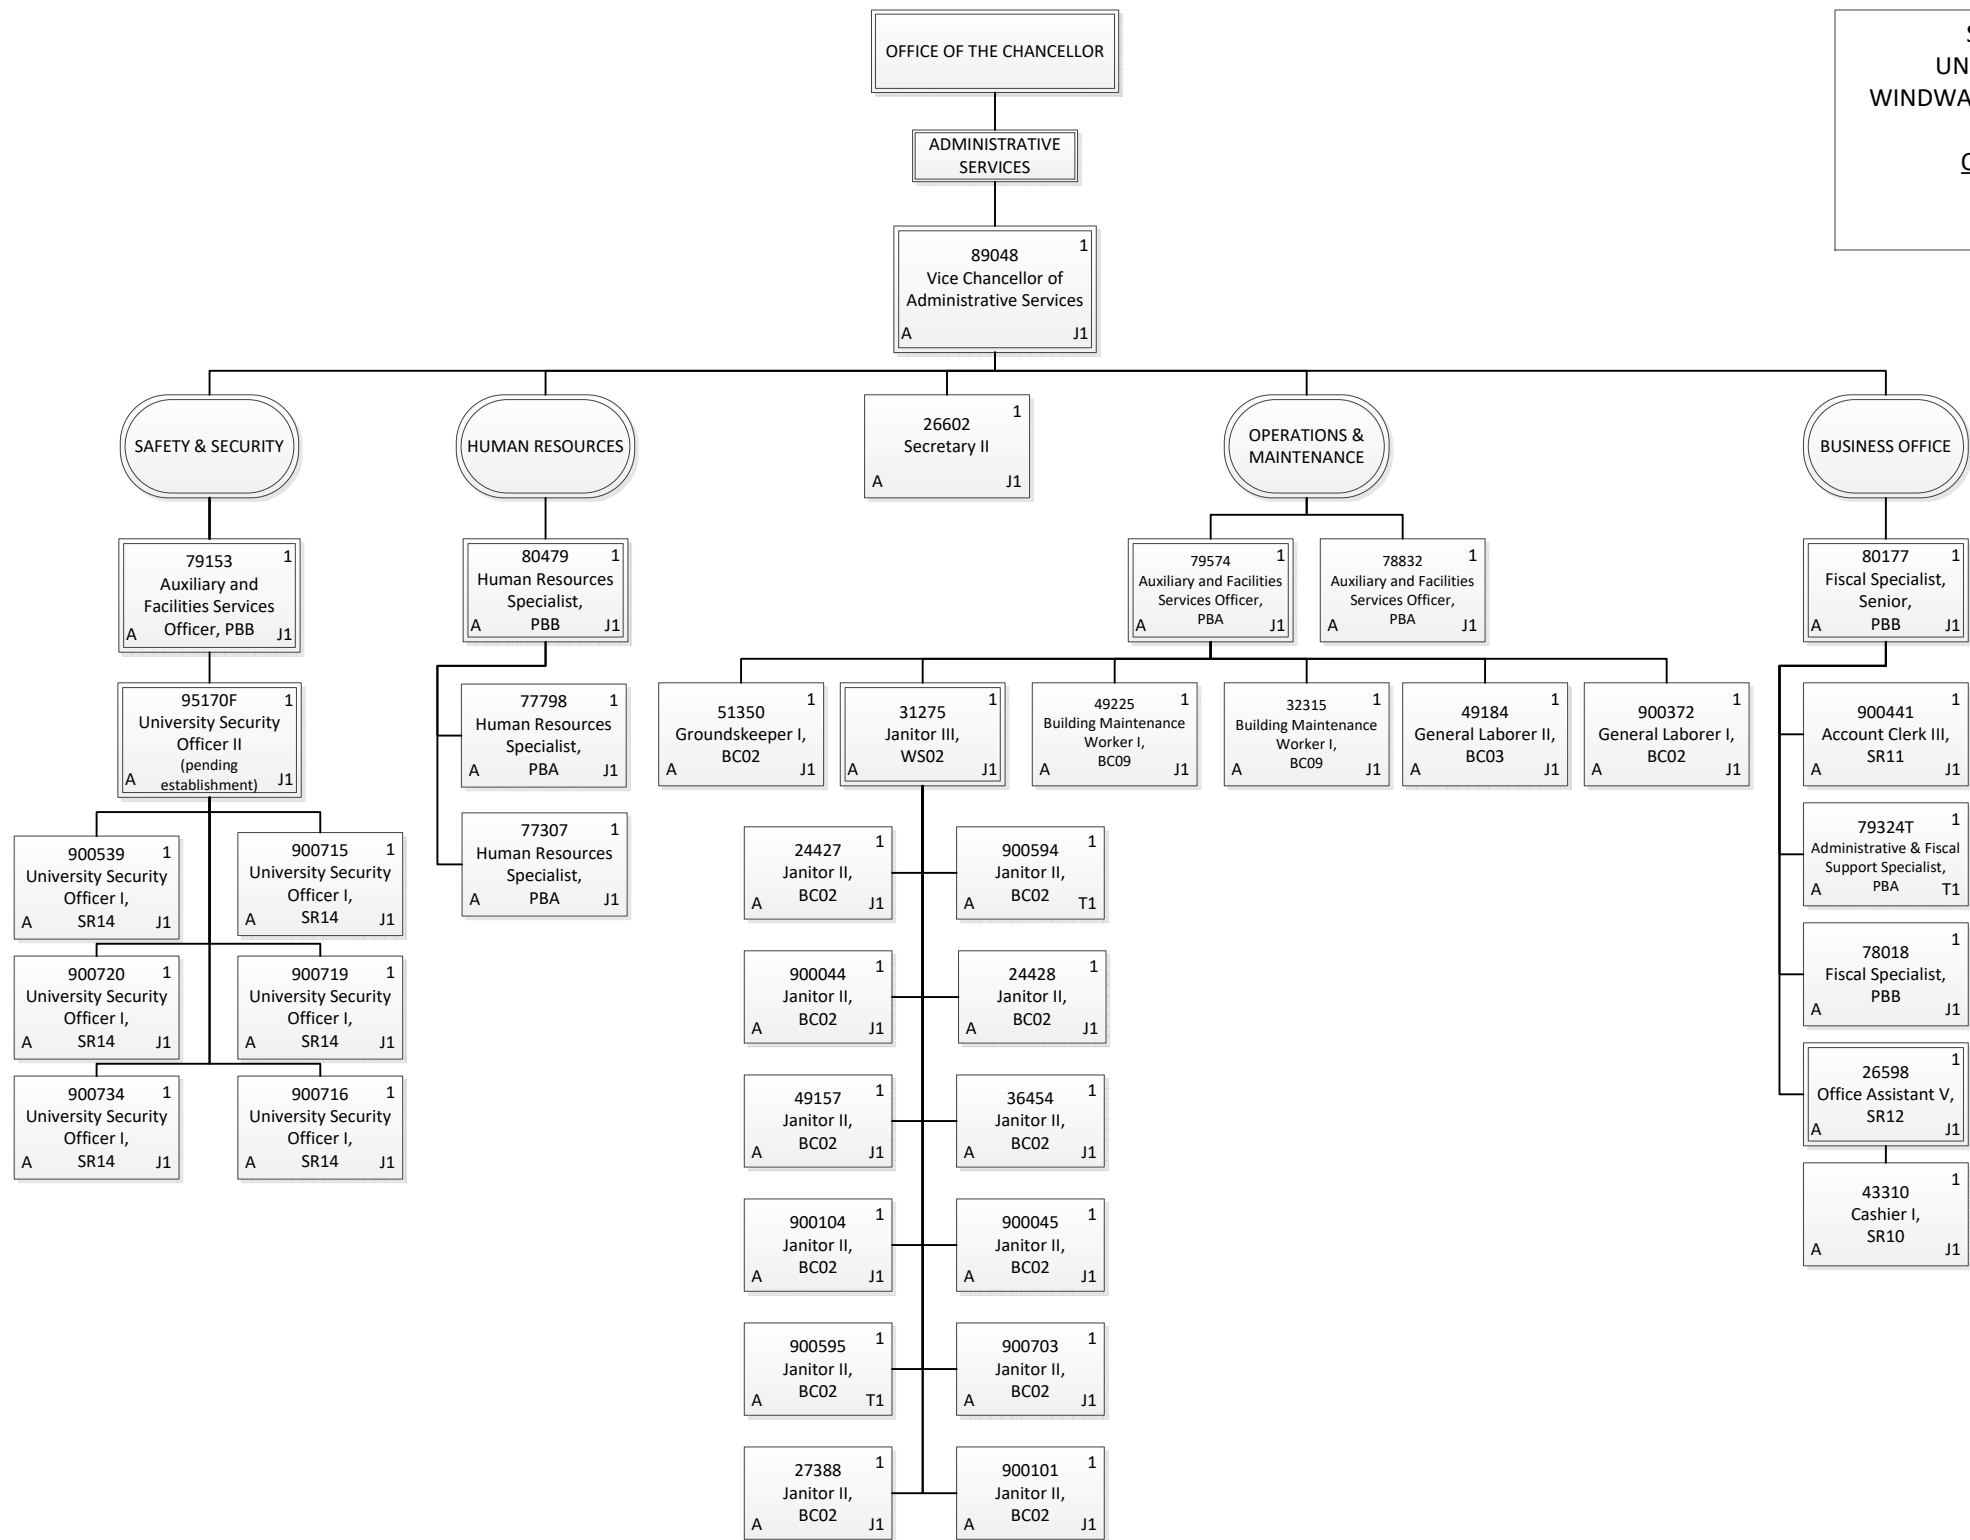 OFFICE OF THE CHANCELLOR
S
UN
WINDWA
ADMINISTRATIVE
SERVICES
1
89048
Vice Chancellor of
Administrative Services
A J1
SAFETY & SECURITY
HUMAN RESOURCES
26602 1
Secretary II
A J1
OPERATIONS &
MAINTENANCE
BUSINESS OFFICE
79153 1
Auxiliary and
Facilities Services
Officer, PBB
A J1
80479 1
Human Resources
Specialist,
A PBB J1
79574 1
Auxiliary and Facilities
Services Officer,
PBA
A J1
78832 1
Auxiliary and Facilities
Services Officer,
PBA
A J1
80177 1
Fiscal Specialist,
Senior,
A PBB J1
95170F 1
University Security
Officer II
(pending
establishment)
A J1
77798 1
Human Resources
Specialist,
A PBA J1
77307 1
Human Resources
Specialist,
A PBA J1
51350 1
Groundskeeper I,
BC02
A J1
31275 1
Janitor III,
WS02
A J1
49225 1
Building Maintenance
Worker I,
BC09
A J1
32315 1
Building Maintenance
Worker I,
BC09
A J1
49184 1
General Laborer II,
BC03
A J1
900372 1
General Laborer I,
BC02
A J1
900441 1
Account Clerk III,
SR11
A J1
79324T 1
Administrative & Fiscal
Support Specialist,
PBA
A T1
78018 1
Fiscal Specialist,
PBB
A J1
26598 1
Office Assistant V,
SR12
A J1
43310 1
Cashier I,
SR10
A J1
900539 1
University Security
Officer I,
A SR14 J1
900715 1
University Security
Officer I,
A SR14 J1
900720 1
University Security
Officer I,
A SR14 J1
900719 1
University Security
Officer I,
A SR14 J1
900734 1
University Security
Officer I,
A SR14 J1
900716 1
University Security
Officer I,
A SR14 J1
24427 1
Janitor II,
BC02
A J1
900594 1
Janitor II,
BC02
A T1
900044 1
Janitor II,
BC02
A J1
24428 1
Janitor II,
BC02
A J1
49157 1
Janitor II,
BC02
A J1
36454 1
Janitor II,
BC02
A J1
900104 1
Janitor II,
BC02
A J1
900045 1
Janitor II,
BC02
A J1
900595 1
Janitor II,
BC02
A T1
900703 1
Janitor II,
BC02
A J1
27388 1
Janitor II,
BC02
A J1
900101 1
Janitor II,
BC02
A J1